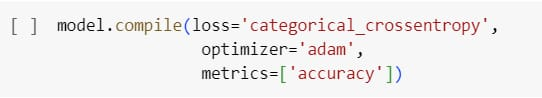 [ ] model.compile(loss='categorical_crossentropy',
optimizer='adam',
metrics=['accuracy'])